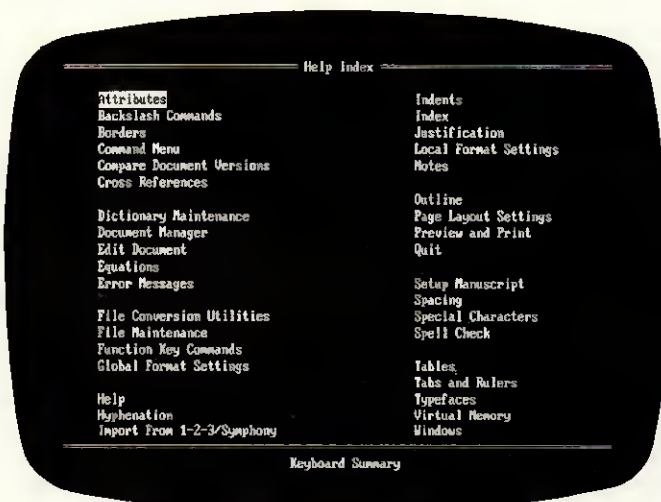 Help Index
Attributes
Backslash Commands
Borders
Command Menu
Compare Document Versions
Cross References
Dictionary Maintenance
Document Manager
Edit Document
Equations
Error Messages
File Conversion Utilities
File Maintenance
Function Key Commands
Global Format Settings
Help
Hyphenation
Import From 1-2-3/Symphony
Indents
Index
Justification
Local Format Settings
Notes
Outline
Page Layout Settings
Preview and Print
Quit
Setup Manuscript
Spacing
Special Characters
Spell Check
Tables
Tabs and Rulers
Typefaces
Virtual Memory
Windows
Keyboard Summary